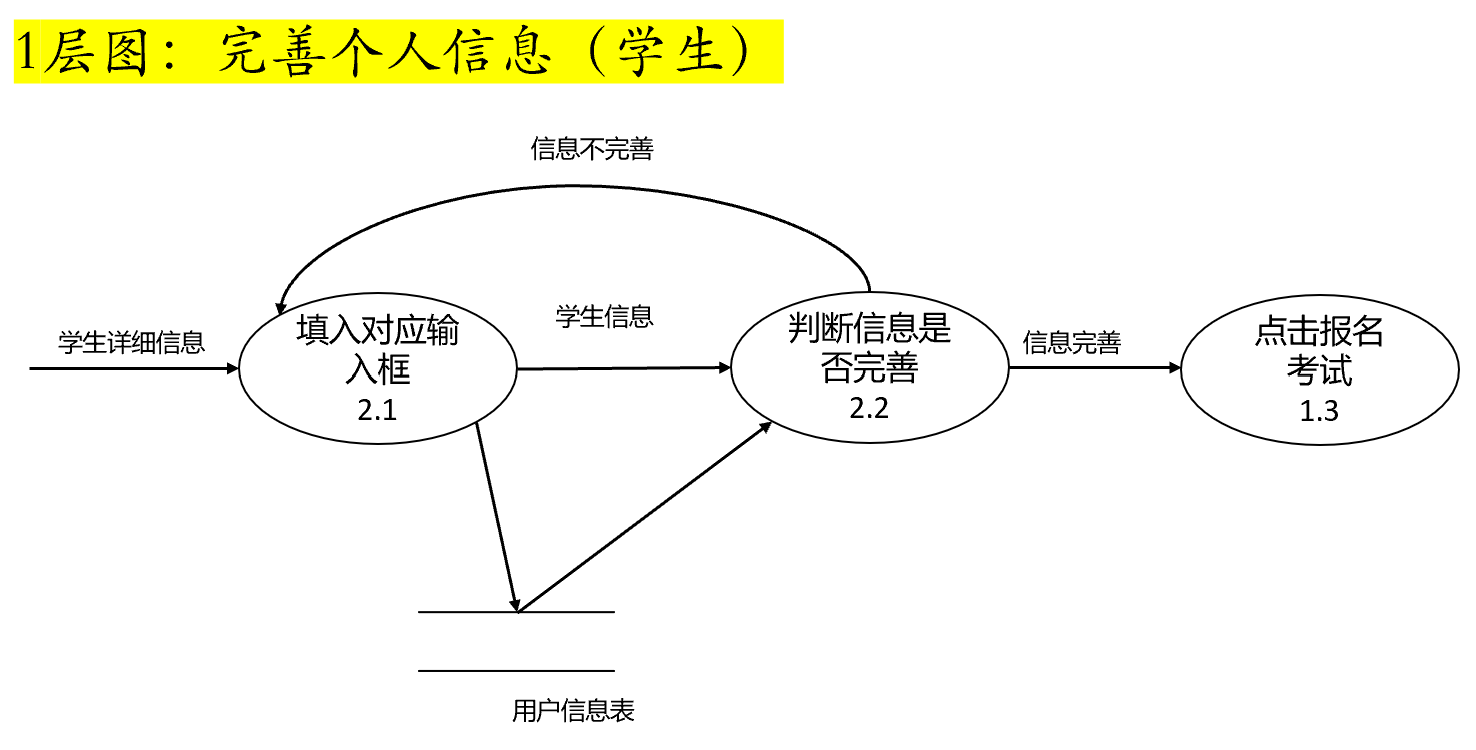 1层图：完善个人信息（学生）
信息不完善
学生详细信息
填入对应输
入框
2.1
学生信息
判断信息是
否完善
2.2
信息完善
点击报名
考试
1.3
用户信息表